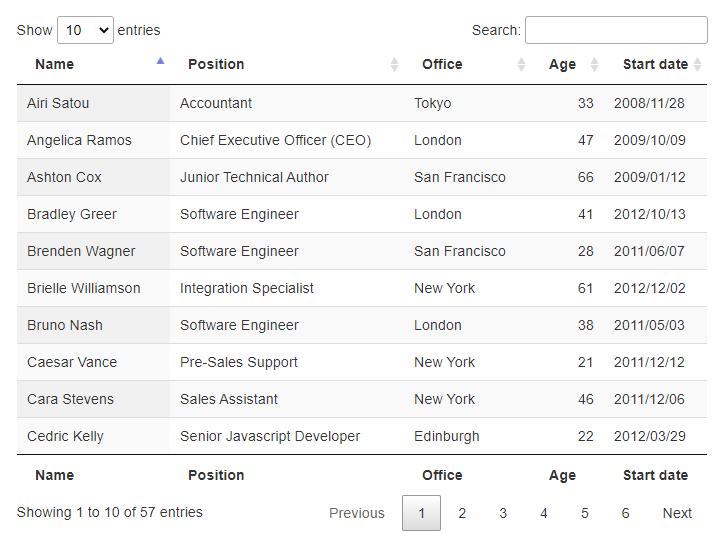 Show 10 entries Search:
Name Position Office Age Start date
Airi Satou Accountant Tokyo 33 2008/11/28
Angelica Ramos Chief Executive Officer (CEO) London 47 2009/10/09
Ashton Cox Junior Technical Author San Francisco 66 2009/01/12
Bradley Greer Software Engineer London 41 2012/10/13
Brenden Wagner Software Engineer San Francisco 28 2011/06/07
Brielle Williamson Integration Specialist New York 61 2012/12/02
Bruno Nash Software Engineer London 38 2011/05/03
Caesar Vance Pre-Sales Support New York 21 2011/12/12
Cara Stevens Sales Assistant New York 46 2011/12/06
Cedric Kelly Senior Javascript Developer Edinburgh 22 2012/03/29
Name Position Office Age Start date
Showing 1 to 10 of 57 entries Previous 1 2 3 4 5 6 Next